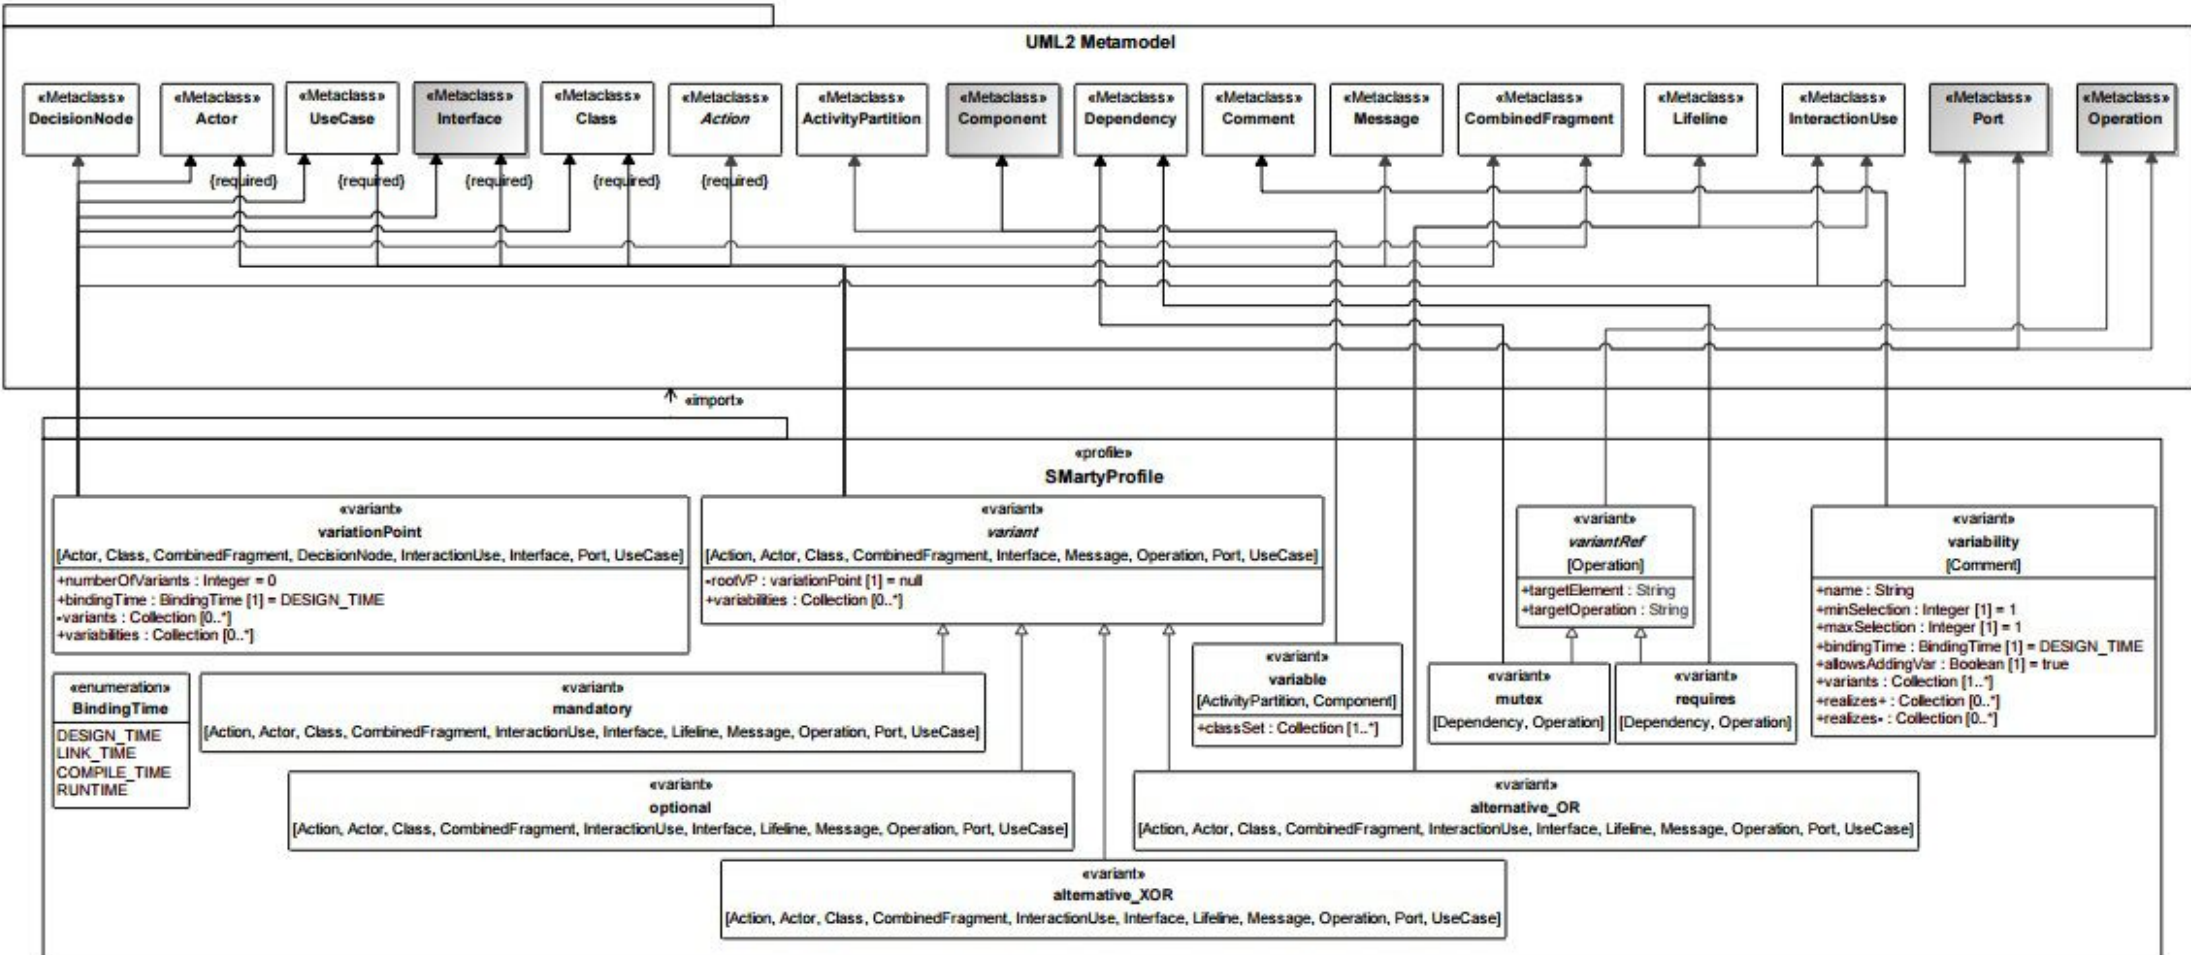 UML2 Metamodel
«Metaclass»
DecisionNode
«Metaclass»
Actor
«Metaclass»
UseCase
«Metaclass»
Interface
«Metaclass»
Class
«Metaclass»
Action
«Metaclass»
ActivityPartition
«Metaclass»
Component
«Metaclass»
Dependency
«Metaclass»
Comment
«Metaclass»
Message
«Metaclass»
CombinedFragment
«Metaclass»
Lifeline
«Metaclass»
InteractionUse
«Metaclass»
Port
«Metaclass»
Operation
{required}
{required}
{required}
{required}
{required}
«import»
«profile»
SMartyProfile
«variant»
variationPoint
[Actor, Class, CombinedFragment, DecisionNode, InteractionUse, Interface, Port, UseCase]
+numberOfVariants : Integer = 0
+bindingTime : BindingTime [1] = DESIGN_TIME
-variants : Collection [0..*]
+variabilities : Collection [0..*]
«variant»
variant
[Action, Actor, Class, CombinedFragment, Interface, Message, Operation, Port, UseCase]
-rootVP : variationPoint [1] = null
+variabilities : Collection [0..*]
«variant»
variantRef
[Operation]
+targetElement : String
+targetOperation : String
«variant»
variability
[Comment]
+name : String
+minSelection : Integer [1] = 1
+maxSelection : Integer [1] = 1
+bindingTime : BindingTime [1] = DESIGN_TIME
+allowsAddingVar : Boolean [1] = true
+variants : Collection [1..*]
+realizes+ : Collection [0..*]
+realizes- : Collection [0..*]
«enumeration»
BindingTime
DESIGN_TIME
LINK_TIME
COMPILE_TIME
RUNTIME
«variant»
mandatory
[Action, Actor, Class, CombinedFragment, InteractionUse, Interface, Lifeline, Message, Operation, Port, UseCase]
«variant»
variable
[ActivityPartition, Component]
+classSet : Collection [1..*]
«variant»
mutex
[Dependency, Operation]
«variant»
requires
[Dependency, Operation]
«variant»
optional
[Action, Actor, Class, CombinedFragment, InteractionUse, Interface, Lifeline, Message, Operation, Port, UseCase]
«variant»
alternative_OR
[Action, Actor, Class, CombinedFragment, InteractionUse, Interface, Lifeline, Message, Operation, Port, UseCase]
«variant»
alternative_XOR
[Action, Actor, Class, CombinedFragment, InteractionUse, Interface, Lifeline, Message, Operation, Port, UseCase]